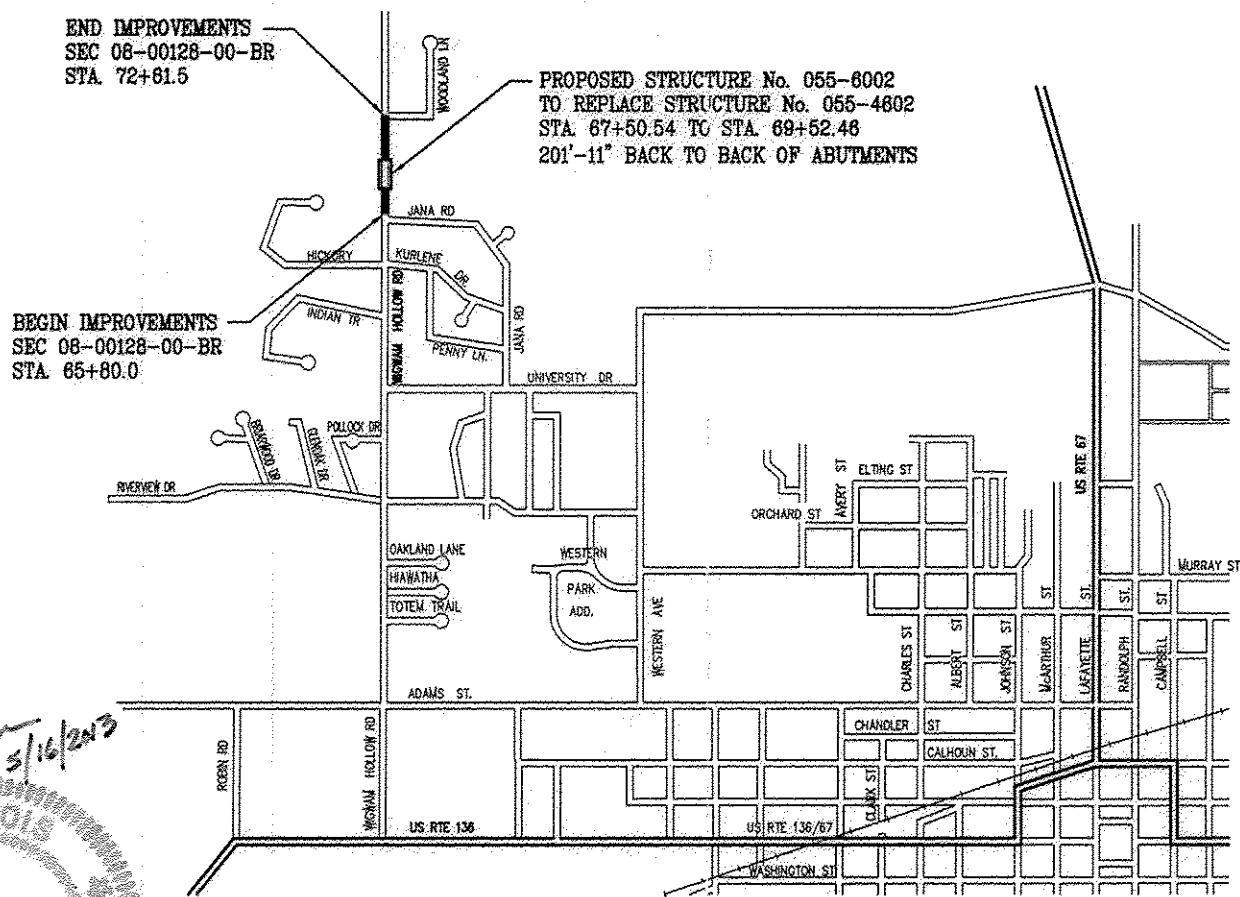 END IMPROVEMENTS
SEC 08-00128-00-BR
STA. 72+61.5
WOODLAND LN
PROPOSED STRUCTURE No. 055-6002
TO REPLACE STRUCTURE No. 055-4602
STA. 67+50.54 TO STA. 69+52.46
201'-11" BACK TO BACK OF ABUTMENTS
JANA RD
HICKORY
KURLENE DR.
WIGWAM HOLLOW RD
BEGIN IMPROVEMENTS
SEC 08-00128-00-BR
STA. 65+80.0
INDIAN TR
PENNY LN.
JANA RD
UNIVERSITY DR
BRIARWOOD DR
GLENOAK DR
POLLOCK DR
RIVERVIEW DR
US RTE 67
ELTING ST
AVERY ST
ORCHARD ST
OAKLAND LANE
HIAWATHA
TOTEM TRAIL
WESTERN
PARK
ADD.
WESTERN AVE
MURRAY ST
CHARLES ST
ALBERT ST
JOHNSON ST
McARTHUR ST
LAFAYETTE ST.
RANDOLPH ST.
CAMPBELL ST
ADAMS ST.
CHANDLER ST
CALHOUN ST.
CLARK ST
ROBIN RD
WIGWAM HOLLOW RD
5/16/2013
US RTE 136
US RTE 136/67
WASHINGTON ST